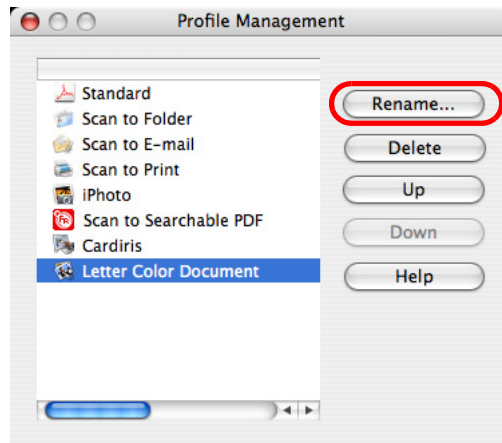 Profile Management
Standard
Scan to Folder
Scan to E-mail
Scan to Print
iPhoto
Scan to Searchable PDF
Cardiris
Letter Color Document
Rename...
Delete
Up
Down
Help